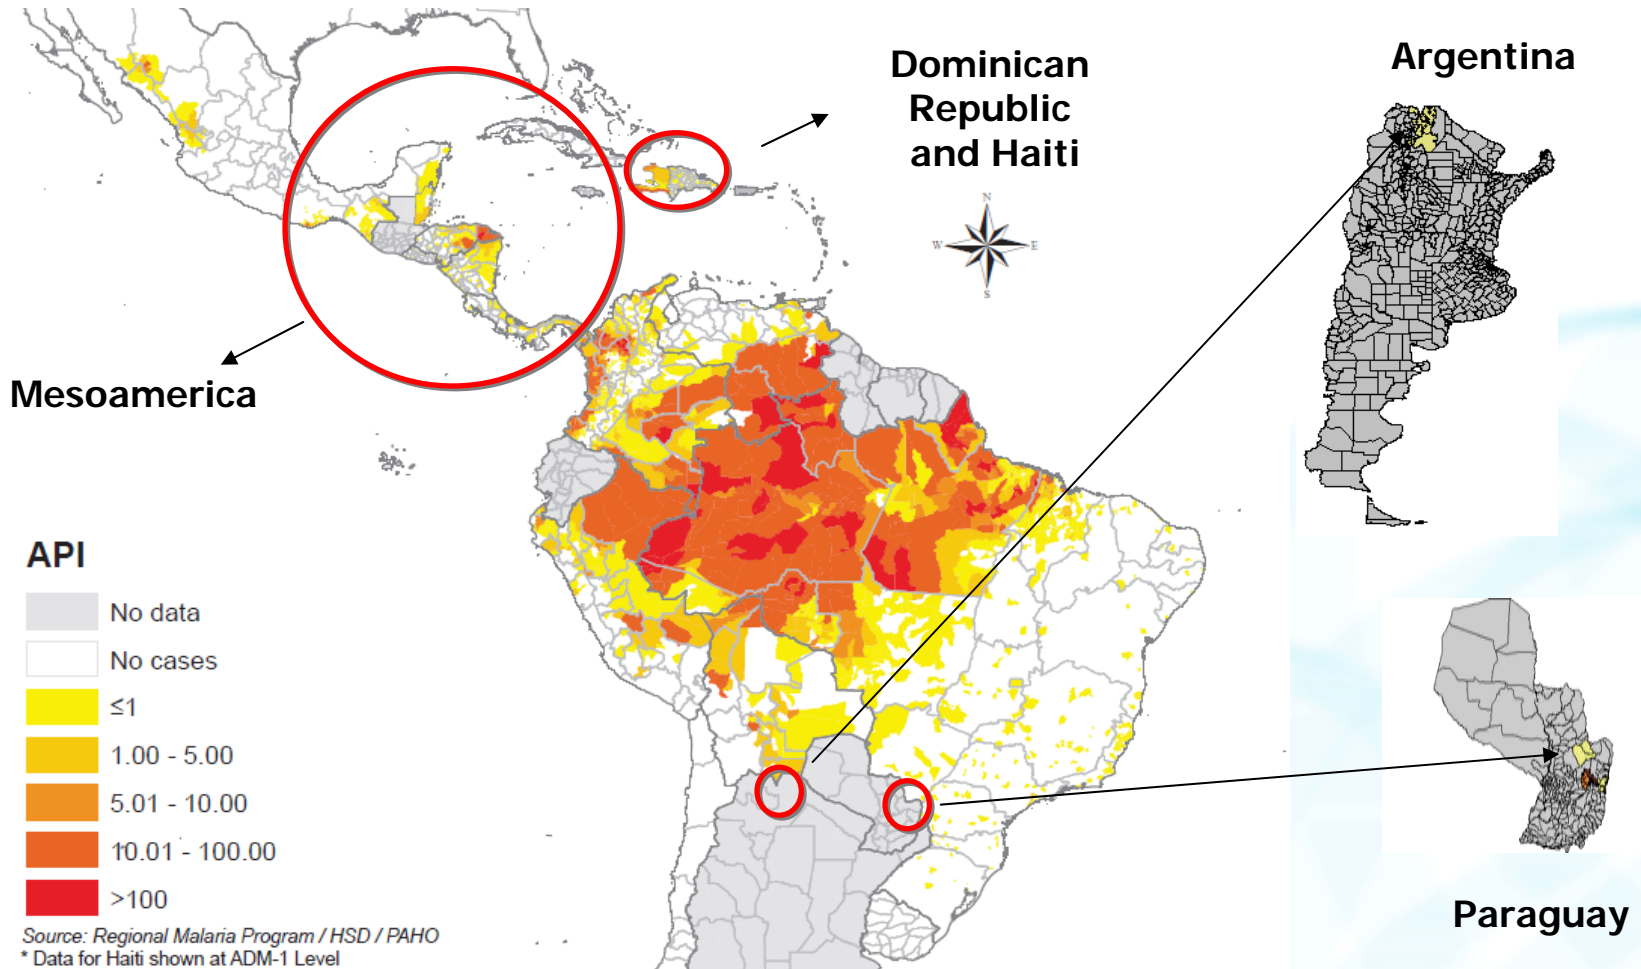 Dominican
Republic
and Haiti
Argentina
N
W
E
S
Mesoamerica
API
No data
No cases
≤1
1.00 - 5.00
5.01 - 10.00
10.01 - 100.00
>100
Source: Regional Malaria Program / HSD / PAHO
* Data for Haiti shown at ADM-1 Level
Paraguay